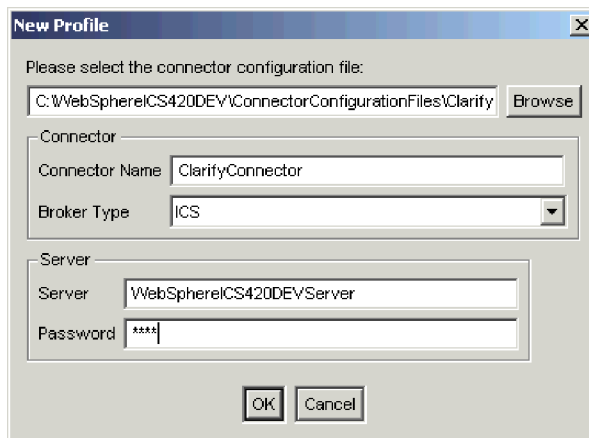 New Profile
Please select the connector configuration file:
C:\WebSphereICS420DEV\ConnectorConfigurationFiles\Clarify
Browse
Connector
Connector Name ClarifyConnector
Broker Type ICS
Server
Server WebSphereICS420DEVServer
Password ****
OK Cancel